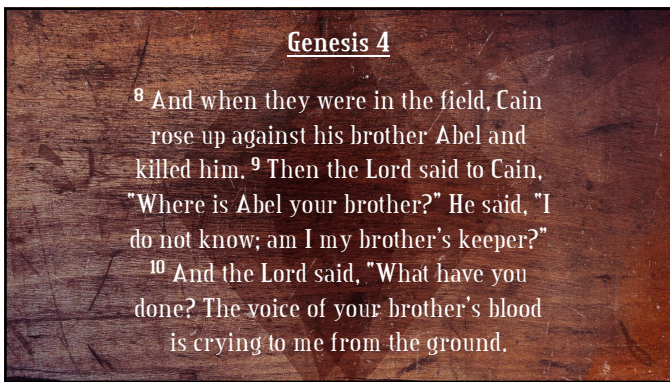 Genesis 4
8 And when they were in the field, Cain
rose up against his brother Abel and
killed him. 9 Then the Lord said to Cain,
"Where is Abel your brother?" He said, "I
do not know; am I my brother's keeper?"
10 And the Lord said, "What have you
done? The voice of your brother's blood
is crying to me from the ground.